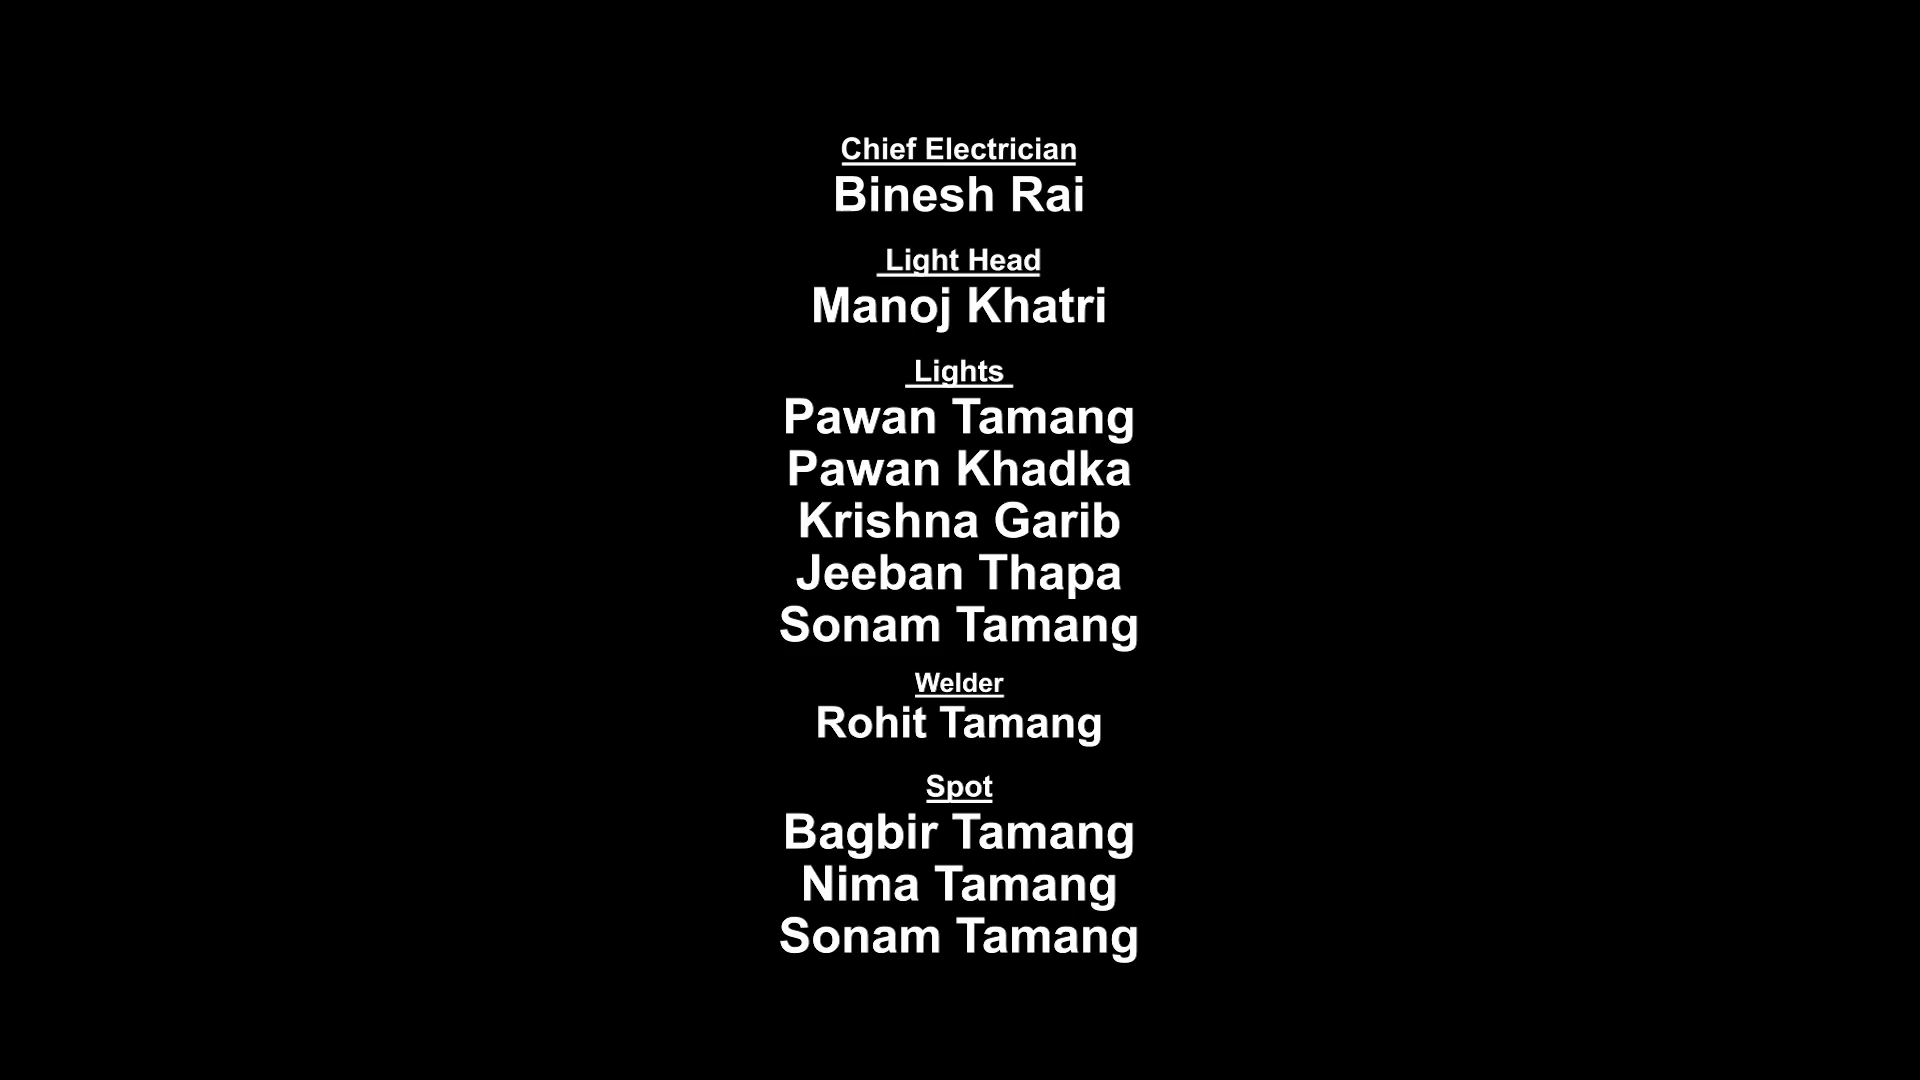 Chief Electrician
Binesh Rai
Light Head
Manoj Khatri
Lights
Pawan Tamang
Pawan Khadka
Krishna Garib
Jeeban Thapa
Sonam Tamang
Welder
Rohit Tamang
Spot
Bagbir Tamang
Nima Tamang
Sonam Tamang